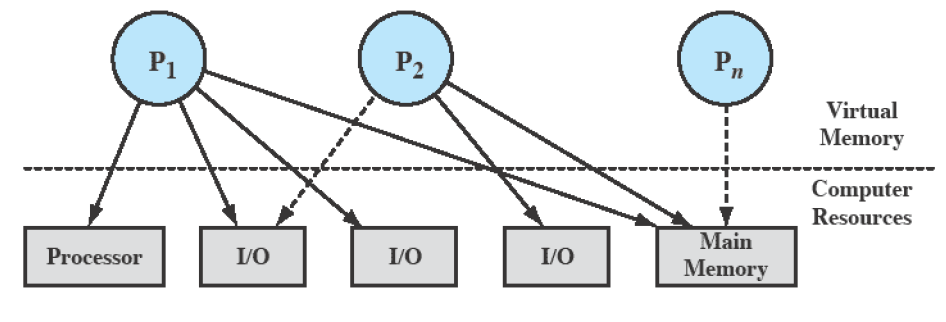 P1
P2
Pn
Virtual
Memory
Computer
Resources
Processor
I/O
I/O
I/O
Main
Memory